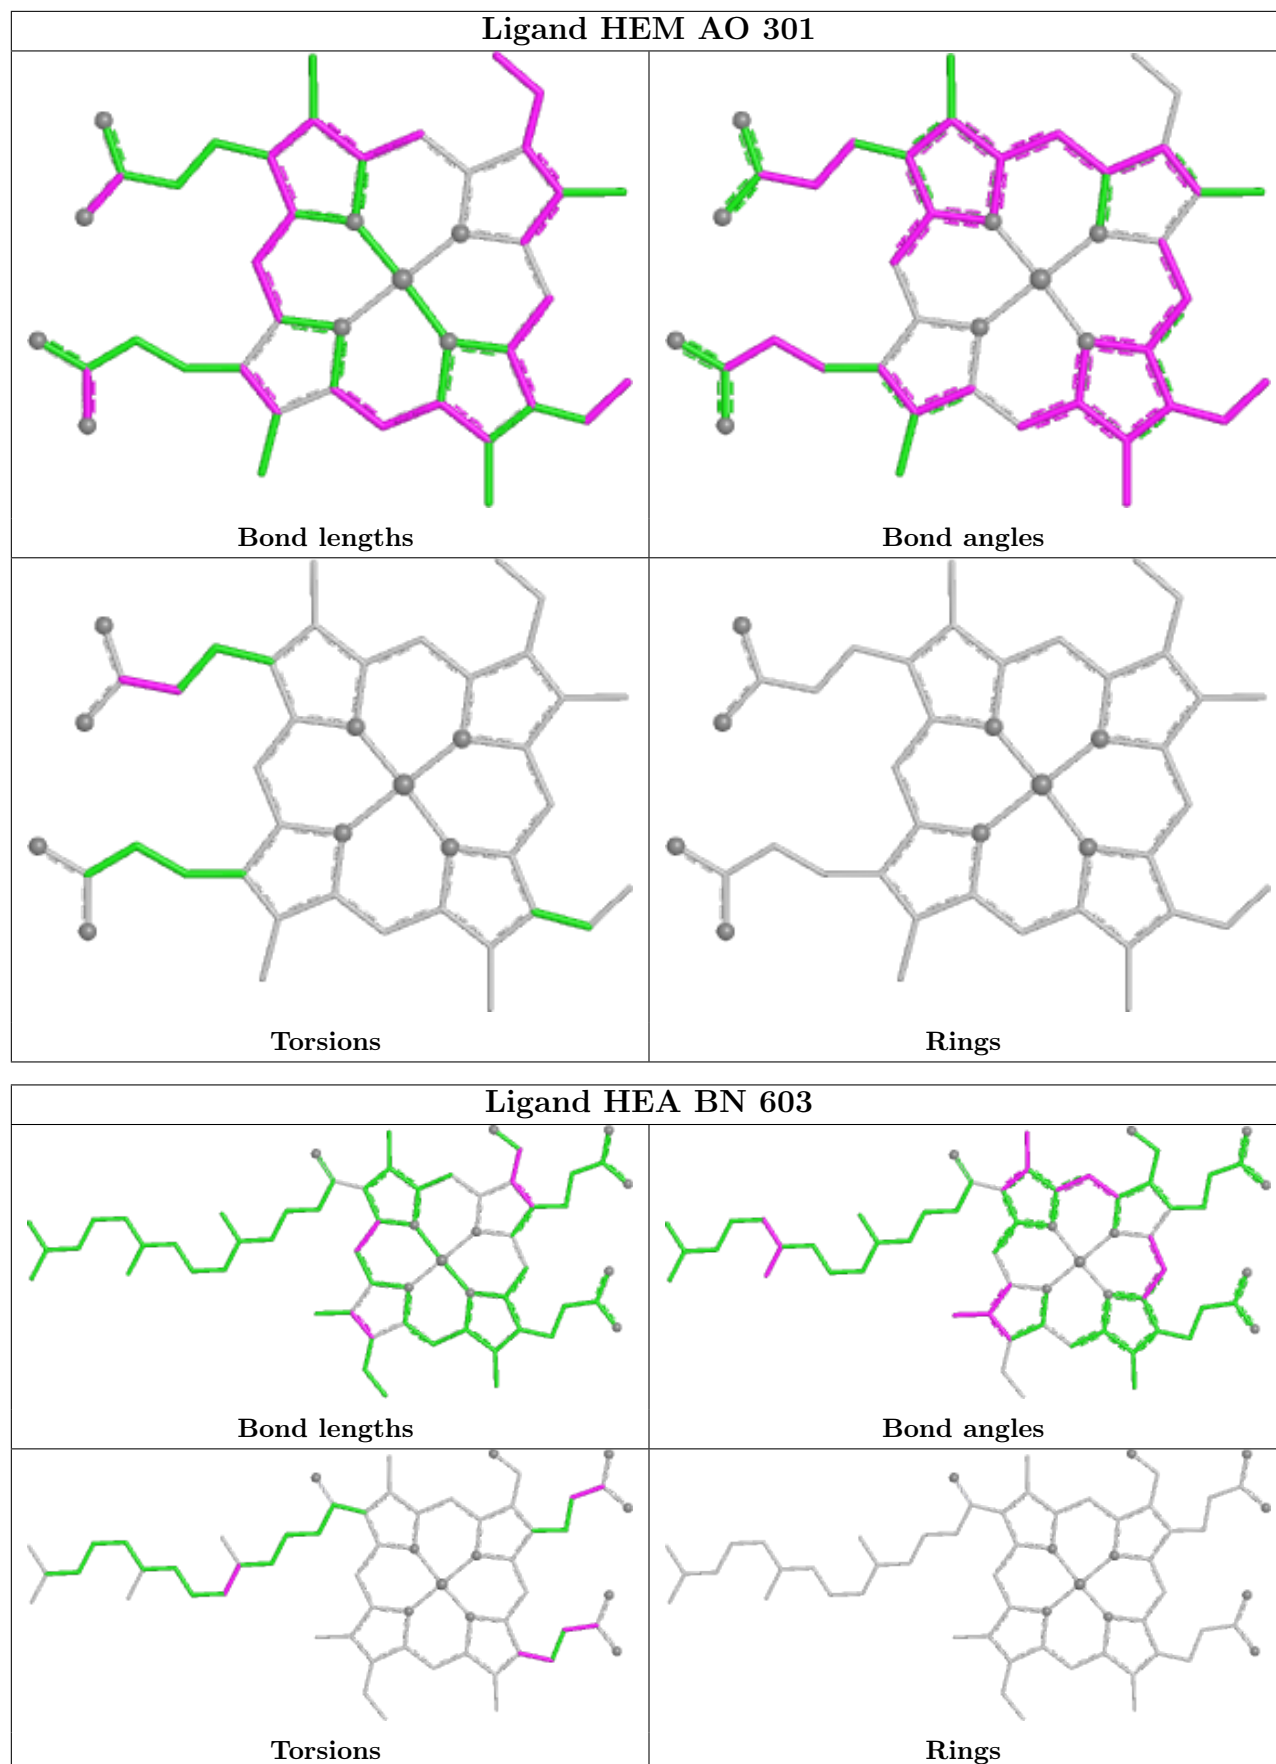 Ligand HEM AO 301
Bond lengths
Bond angles
Torsions
Rings
Ligand HEA BN 603
Bond lengths
Bond angles
Torsions
Rings